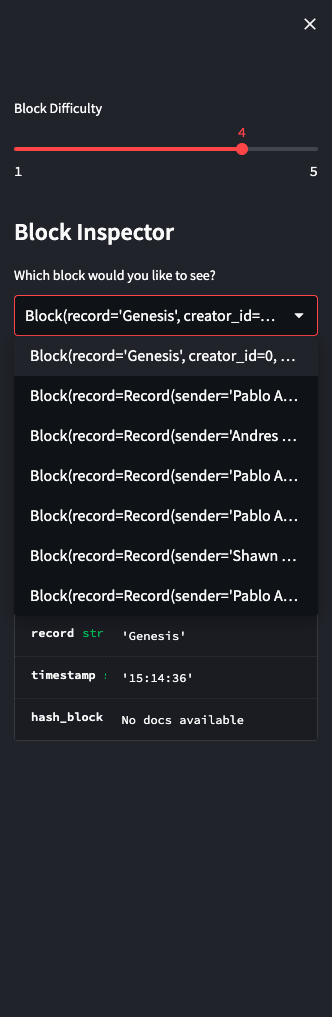 Block Difficulty
4
1 5
Block Inspector
Which block would you like to see?
Block(record='Genesis', creator_id=...
Block(record='Genesis', creator_id=0, ...
Block(record=Record(sender='Pablo A...
Block(record=Record(sender='Andres ...
Block(record=Record(sender='Pablo A...
Block(record=Record(sender='Pablo A...
Block(record=Record(sender='Shawn ...
Block(record=Record(sender='Pablo A...
record str 'Genesis'
timestamp '15:14:36'
hash_block No docs available